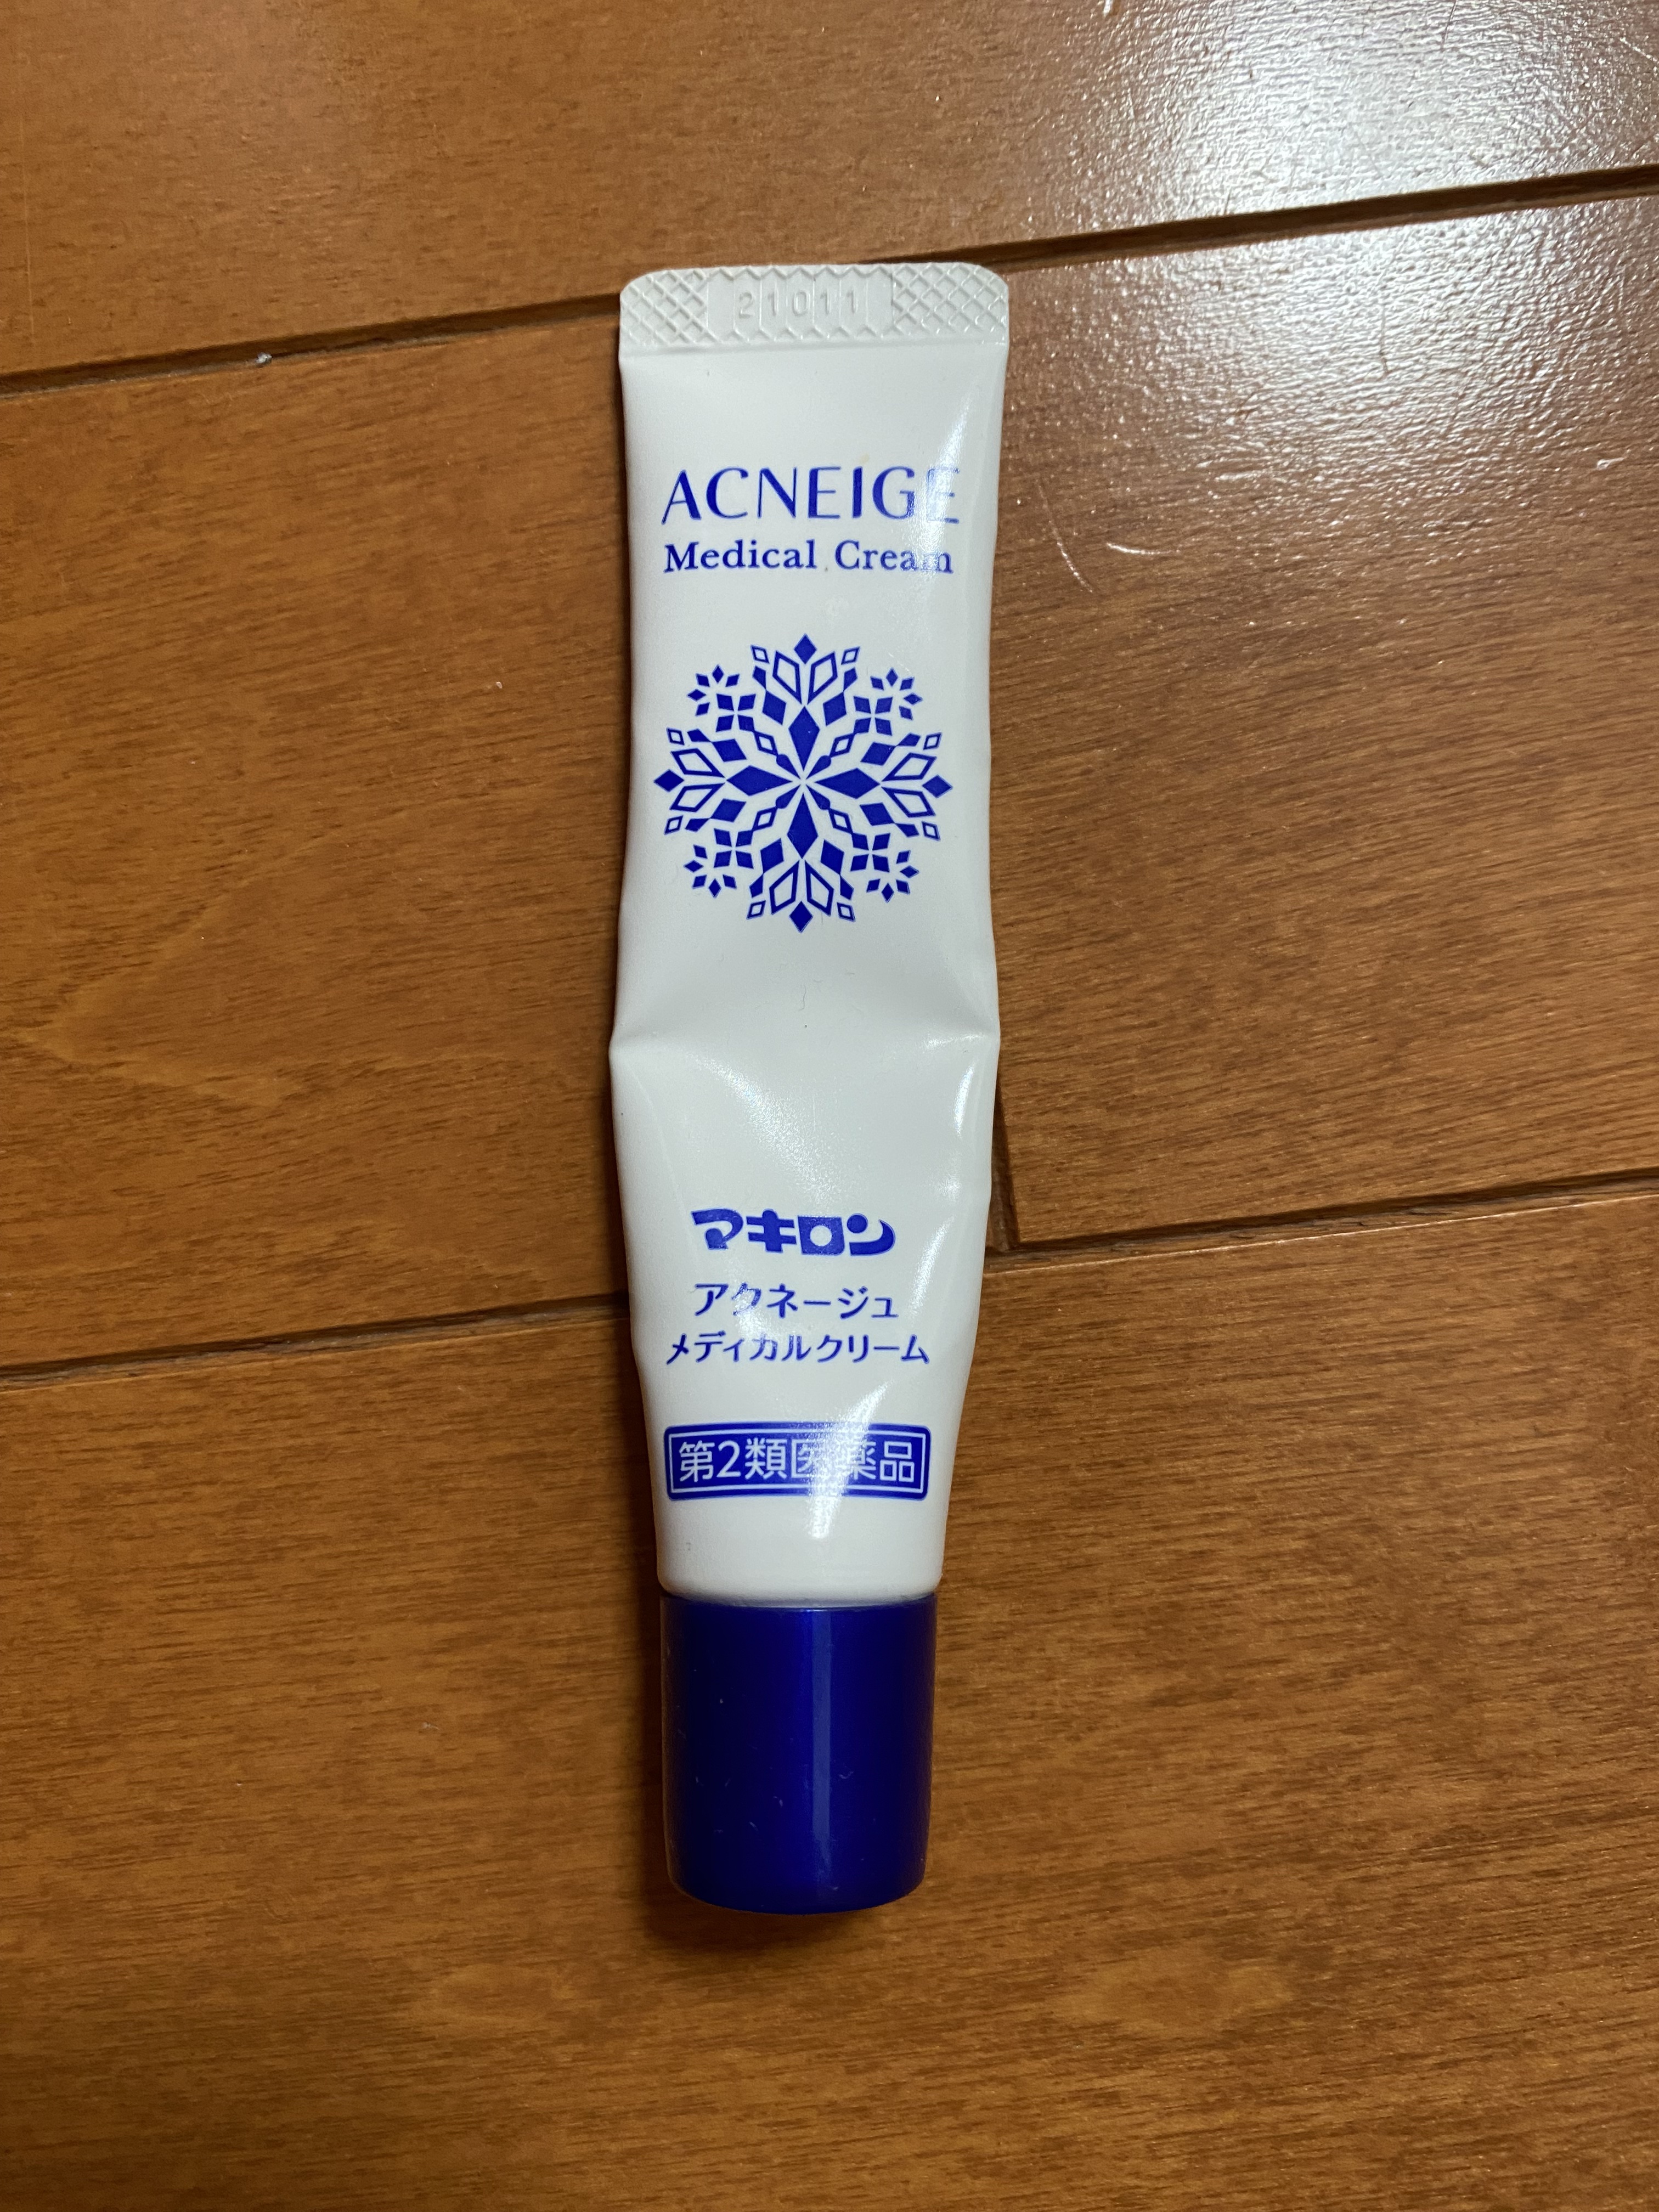 21011
ACNEIGE
Medical Cream
マキロン
アクネージュ
メディカルクリーム
第2類医薬品